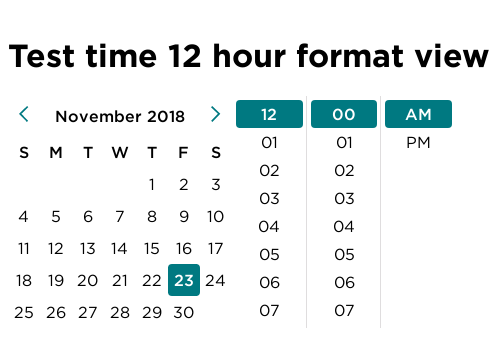 Test time 12 hour format view
November 2018
S M T W T F S
1 2 3
4 5 6 7 8 9 10
11 12 13 14 15 16 17
18 19 20 21 22 23 24
25 26 27 28 29 30
12 00 AM
01 01 PM
02 02
03 03
04 04
05 05
06 06
07 07